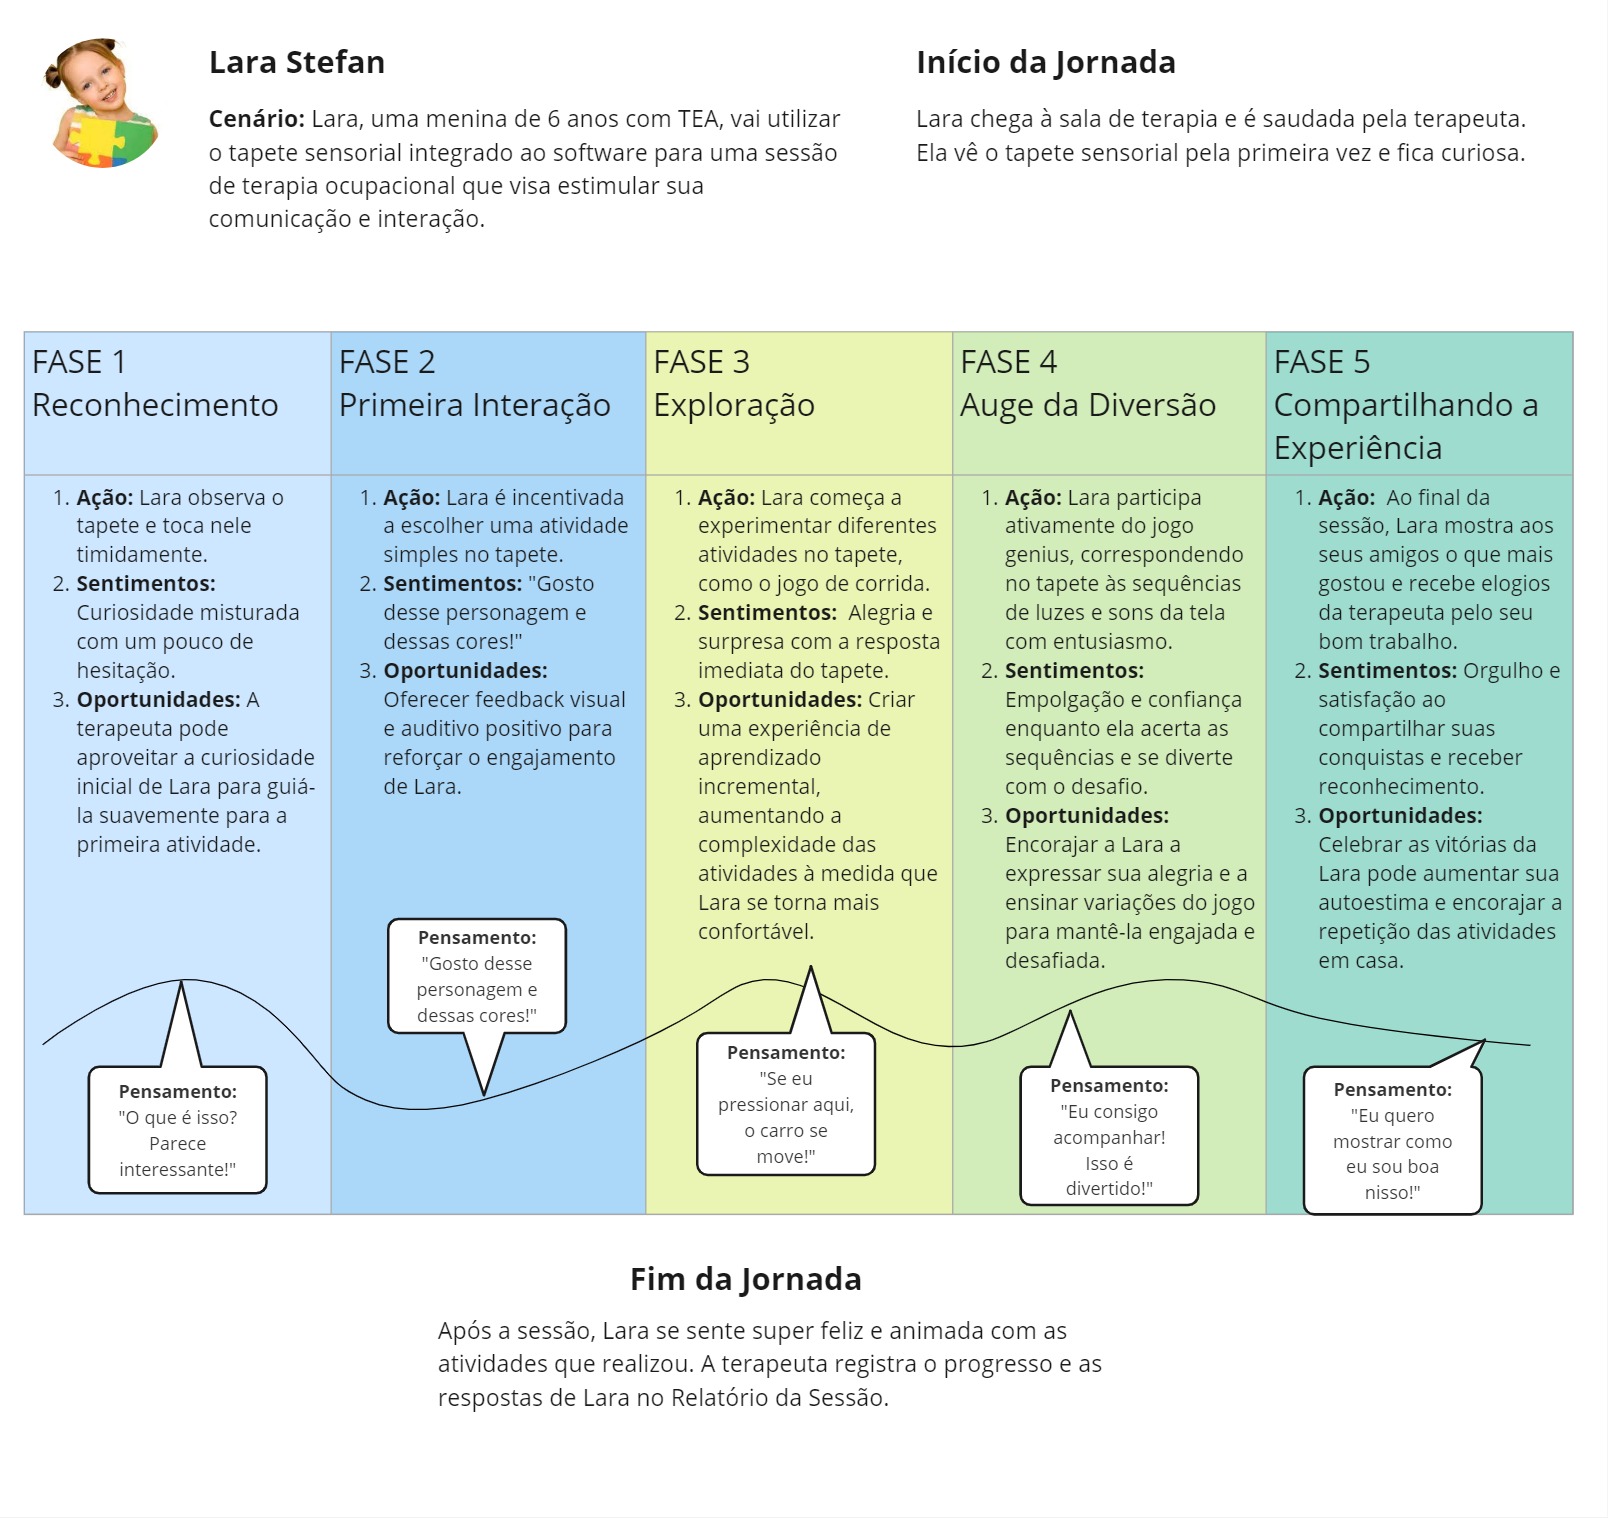 Lara Stefan
Cenário: Lara, uma menina de 6 anos com TEA, vai utilizar
o tapete sensorial integrado ao software para uma sessão
de terapia ocupacional que visa estimular sua
comunicação e interação.
Início da Jornada
Lara chega à sala de terapia e é saudada pela terapeuta.
Ela vê o tapete sensorial pela primeira vez e fica curiosa.
FASE 1
Reconhecimento
1. Ação: Lara observa o
tapete e toca nele
timidamente.
2. Sentimentos:
Curiosidade misturada
com um pouco de
hesitação.
3. Oportunidades: A
terapeuta pode
aproveitar a curiosidade
inicial de Lara para guiá-
la suavemente para a
primeira atividade.
Pensamento:
"O que é isso?
Parece
interessante!"
FASE 2
Primeira Interação
1. Ação: Lara é incentivada
a escolher uma atividade
simples no tapete.
2. Sentimentos: "Gosto
desse personagem e
dessas cores!"
3. Oportunidades:
Oferecer feedback visual
e auditivo positivo para
reforçar o engajamento
de Lara.
Pensamento:
"Gosto desse
personagem e
dessas cores!"
FASE 3
Exploração
1. Ação: Lara começa a
experimentar diferentes
atividades no tapete,
como o jogo de corrida.
2. Sentimentos: Alegria e
surpresa com a resposta
imediata do tapete.
3. Oportunidades: Criar
uma experiência de
aprendizado
incremental,
aumentando a
complexidade das
atividades à medida que
Lara se torna mais
confortável.
Pensamento:
"Se eu
pressionar aqui,
o carro se
move!"
FASE 4
Auge da Diversão
1. Ação: Lara participa
ativamente do jogo
genius, correspondendo
no tapete às sequências
de luzes e sons da tela
com entusiasmo.
2. Sentimentos:
Empolgação e confiança
enquanto ela acerta as
sequências e se diverte
com o desafio.
3. Oportunidades:
Encorajar a Lara a
expressar sua alegria e a
ensinar variações do jogo
para mantê-la engajada e
desafiada.
Pensamento:
"Eu consigo
acompanhar!
Isso é
divertido!"
FASE 5
Compartilhando a
Experiência
1. Ação: Ao final da
sessão, Lara mostra aos
seus amigos o que mais
gostou e recebe elogios
da terapeuta pelo seu
bom trabalho.
2. Sentimentos: Orgulho e
satisfação ao
compartilhar suas
conquistas e receber
reconhecimento.
3. Oportunidades:
Celebrar as vitórias da
Lara pode aumentar sua
autoestima e encorajar a
repetição das atividades
em casa.
Pensamento:
"Eu quero
mostrar como
eu sou boa
nisso!"
Fim da Jornada
Após a sessão, Lara se sente super feliz e animada com as
atividades que realizou. A terapeuta registra o progresso e as
respostas de Lara no Relatório da Sessão.